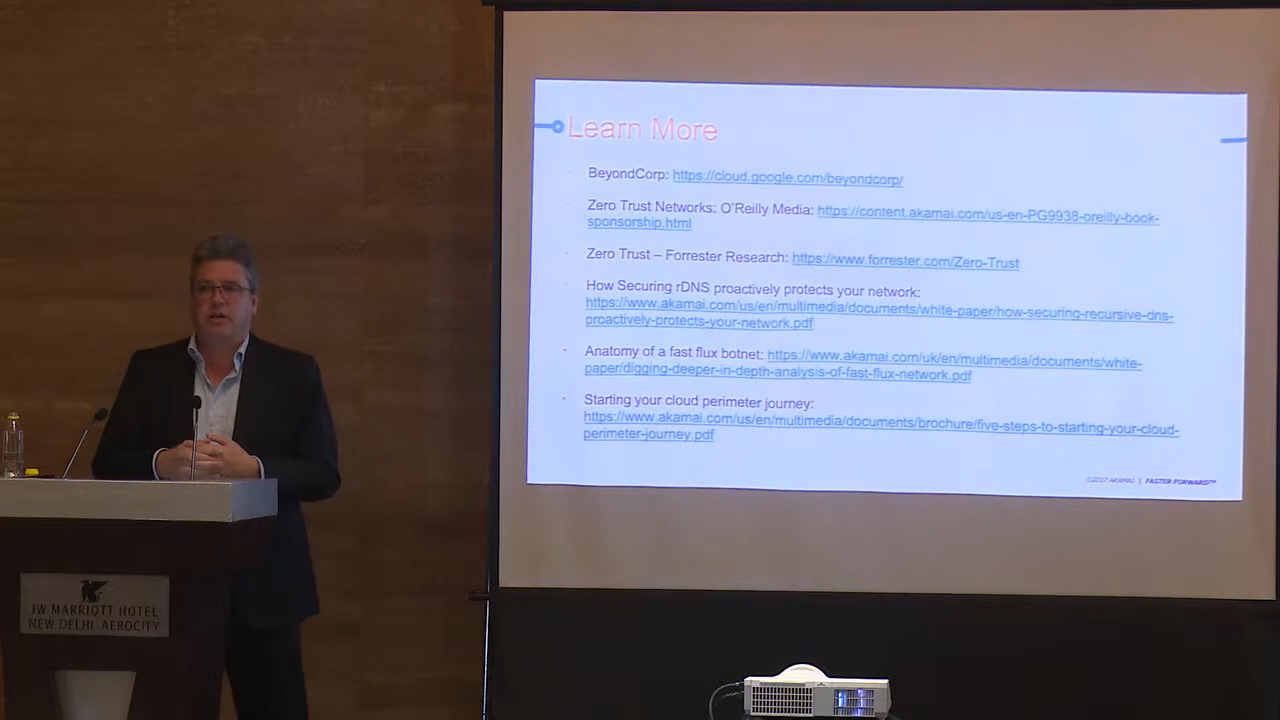 Learn More
BeyondCorp: https://cloud.google.com/beyondcorp/
Zero Trust Networks: O'Reilly Media: https://content.akamai.com/us-en-PG9938-oreilly-book-
sponsorship.html
Zero Trust – Forrester Research: https://www.forrester.com/Zero-Trust
How Securing rDNS proactively protects your network:
https://www.akamai.com/us/en/multimedia/documents/white-paper/how-securing-recursive-dns-
proactively-protects-your-network.pdf
Anatomy of a fast flux botnet: https://www.akamai.com/uk/en/multimedia/documents/white-
paper/digging-deeper-in-depth-analysis-of-fast-flux-network.pdf
Starting your cloud perimeter journey:
https://www.akamai.com/us/en/multimedia/documents/brochure/five-steps-to-starting-your-cloud-
perimeter-journey.pdf
©2017 AKAMAI | FASTER FORWARD™
JW MARRIOTT HOTEL
NEW DELHI-AEROCITY